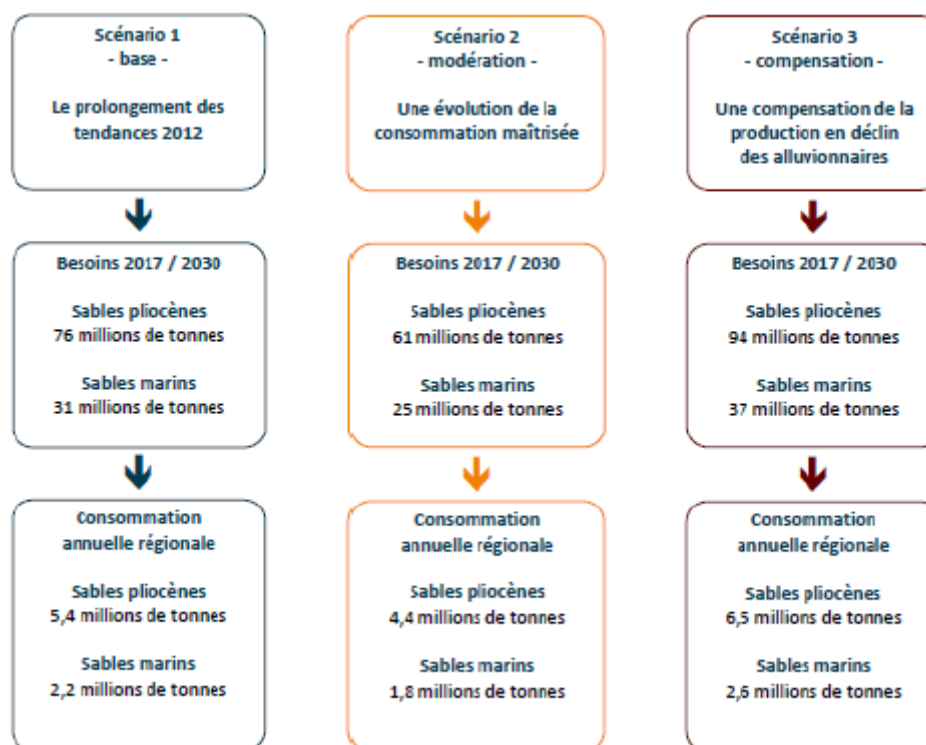 Scénario 1
- base -
Le prolongement des
tendances 2012
Besoins 2017 / 2030
Sables pliocènes
76 millions de tonnes
Sables marins
31 millions de tonnes
Consommation
annuelle régionale
Sables pliocènes
5,4 millions de tonnes
Sables marins
2,2 millions de tonnes
Scénario 2
- modération -
Une évolution de la
consommation maîtrisée
Besoins 2017 / 2030
Sables pliocènes
61 millions de tonnes
Sables marins
25 millions de tonnes
Consommation
annuelle régionale
Sables pliocènes
4,4 millions de tonnes
Sables marins
1,8 millions de tonnes
Scénario 3
- compensation -
Une compensation de la
production en déclin
des alluvionnaires
Besoins 2017 / 2030
Sables pliocènes
94 millions de tonnes
Sables marins
37 millions de tonnes
Consommation
annuelle régionale
Sables pliocènes
6,5 millions de tonnes
Sables marins
2,6 millions de tonnes